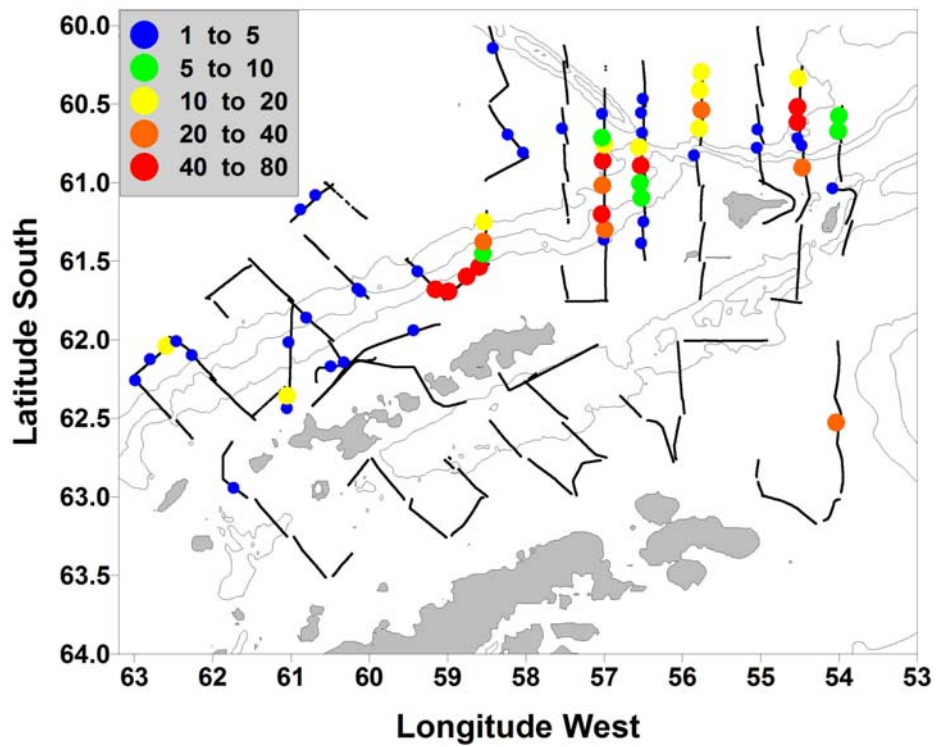 1 to 5
5 to 10
10 to 20
20 to 40
40 to 80
60.0
60.5
61.0
61.5
62.0
62.5
63.0
63.5
64.0
Latitude South
63 62 61 60 59 58 57 56 55 54 53
Longitude West